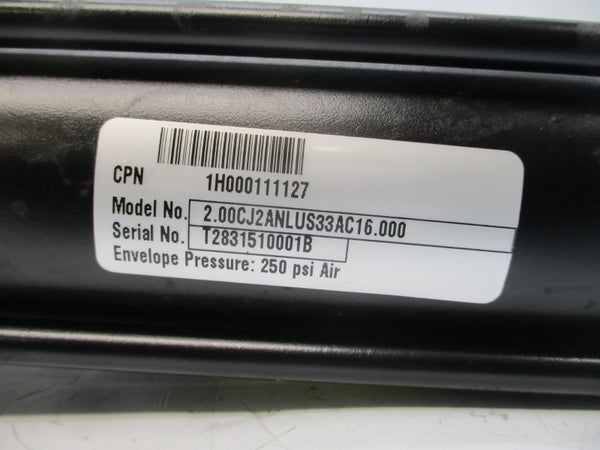 CPN 1H000111127
Model No. 2.00CJ2ANLUS33AC16.000
Serial No. T2831510001B
Envelope Pressure: 250 psi Air